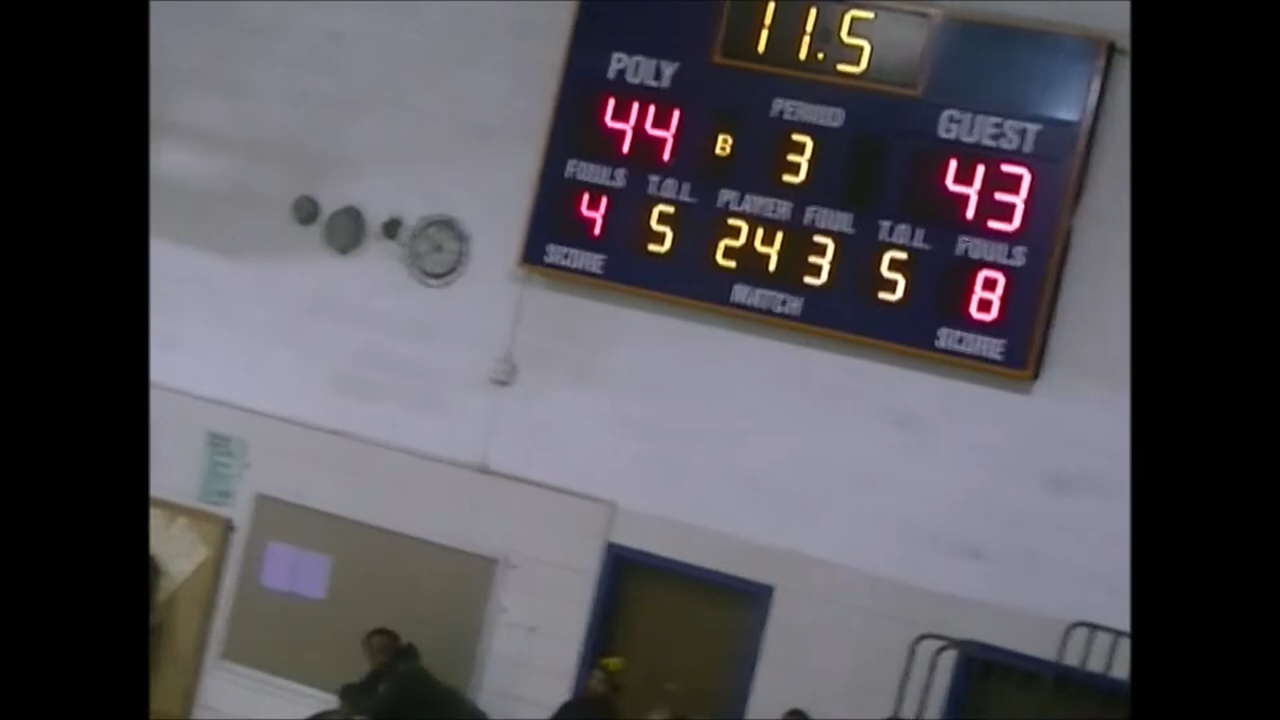 11.5
POLY
PERIOD
GUEST
44 B 3 43
FOULS T.O.L. PLAYER FOUL T.O.L. FOULS
4 5 24 3 5 8
SCORE MATCH SCORE